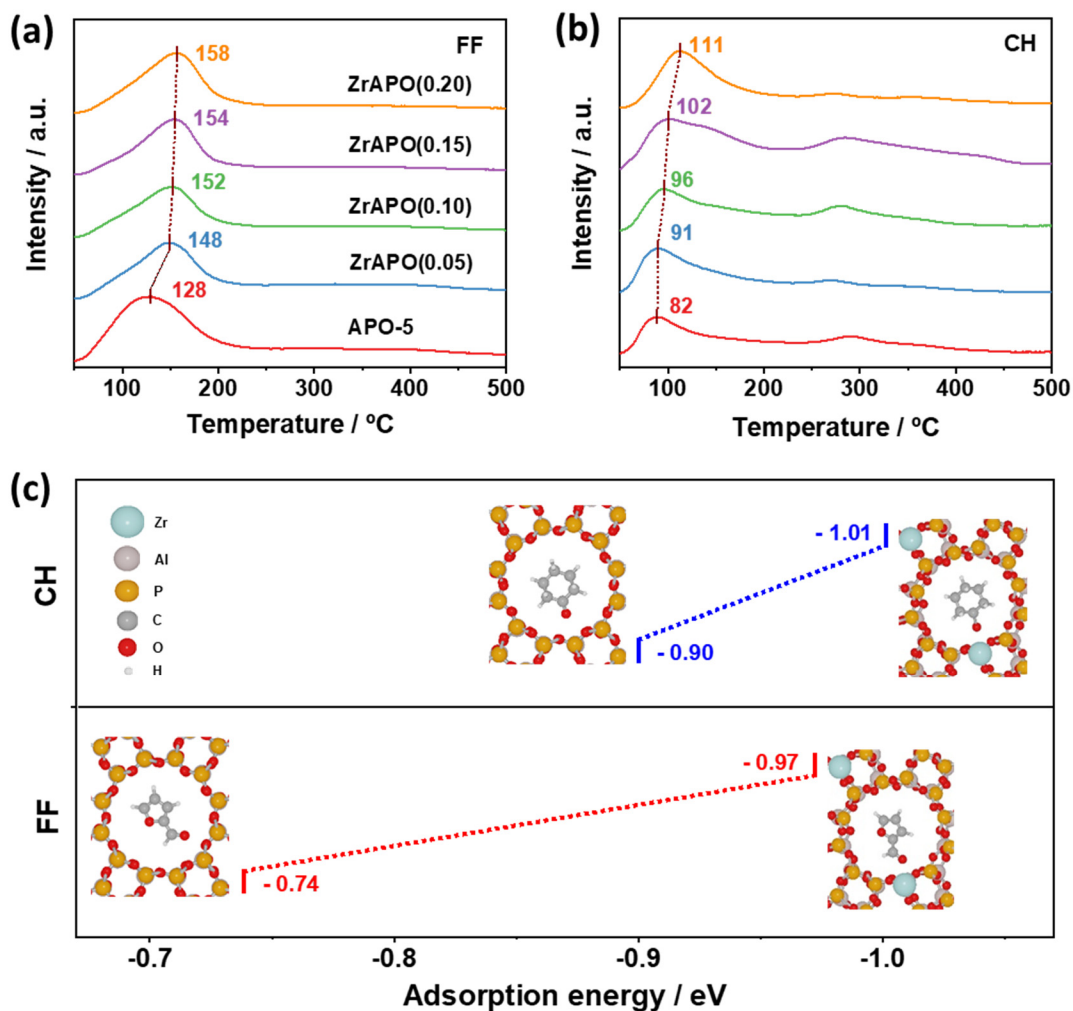 (a)
FF
158
ZrAPO(0.20)
154
ZrAPO(0.15)
152
ZrAPO(0.10)
148
ZrAPO(0.05)
128
APO-5
Intensity / a.u.
100 200 300 400 500
Temperature / ºC
(b)
CH
111
102
96
91
82
Intensity / a.u.
100 200 300 400 500
Temperature / ºC
(c)
Zr
Al
P
C
O
H
CH
- 1.01
- 0.90
FF
- 0.97
- 0.74
-0.7 -0.8 -0.9 -1.0
Adsorption energy / eV